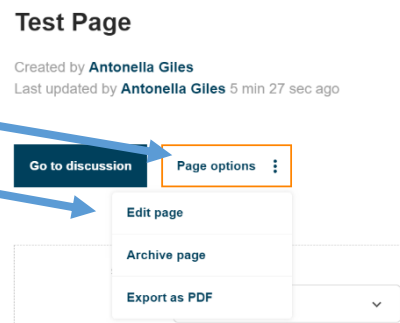 Test Page
Created by Antonella Giles
Last updated by Antonella Giles 5 min 27 sec ago
Go to discussion Page options
Edit page
Archive page
Export as PDF